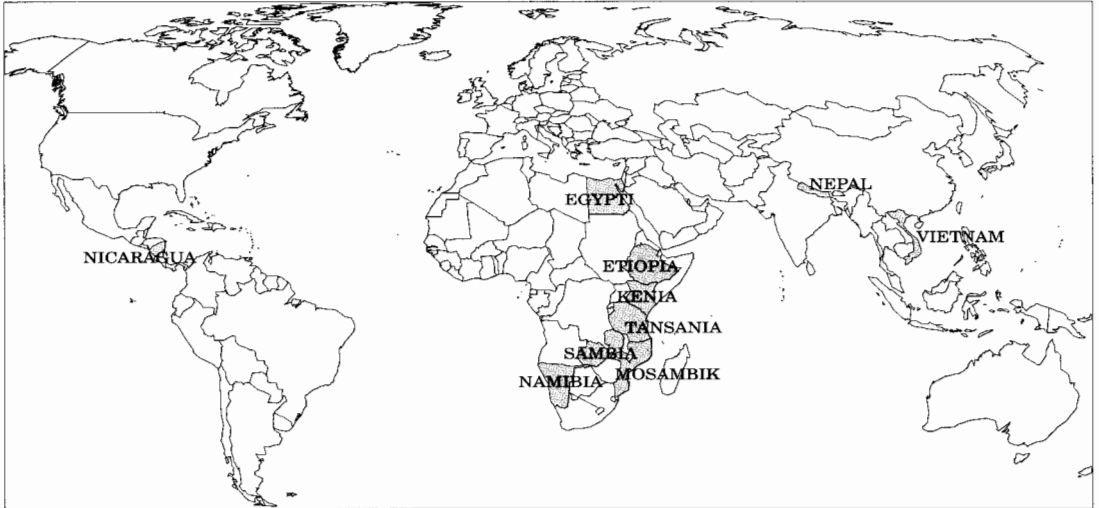 NEPAL
EGYPTI
VIETNAM
NICARAGUA
ETIOPIA
KENIA
TANSANIA
SAMBIA
MOSAMBIK
NAMIBIA